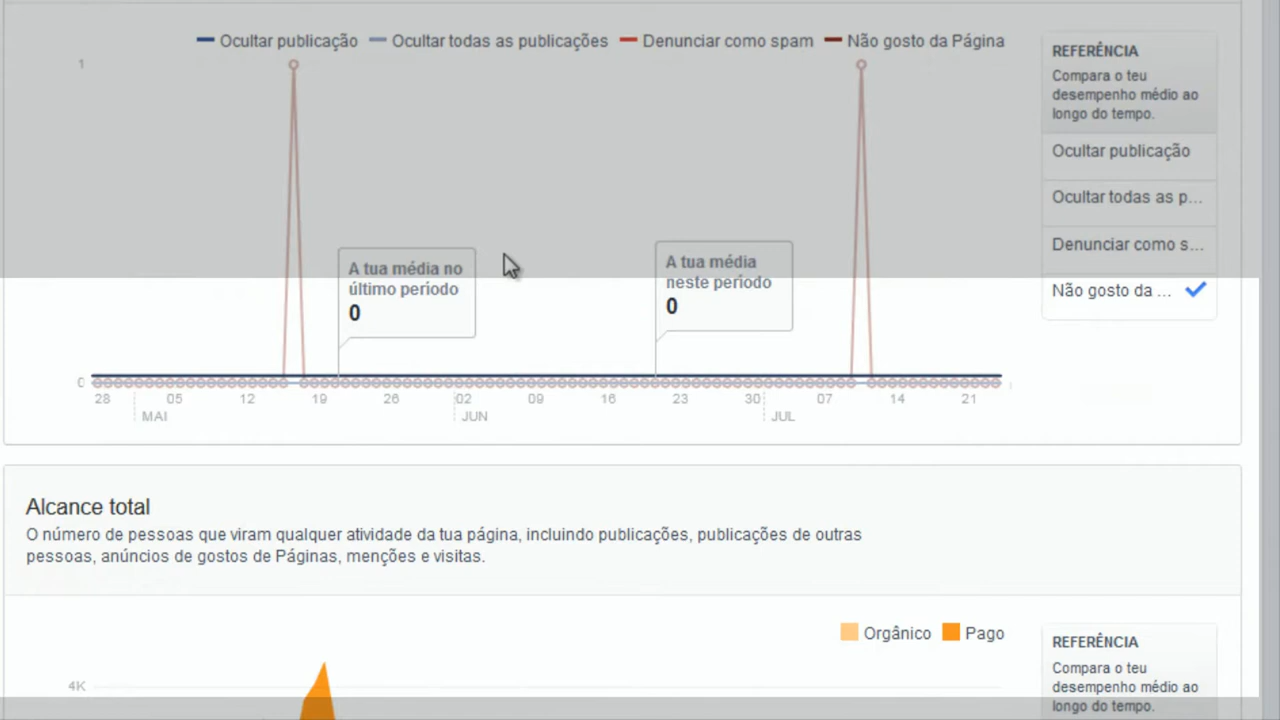 Ocultar publicação Ocultar todas as publicações Denunciar como spam Não gosto da Página
1
A tua média no
último período
0
A tua média
neste período
0
0
28 05 12 19 26 02 09 16 23 30 07 14 21
MAI JUN JUL
REFERÊNCIA
Compara o teu
desempenho médio ao
longo do tempo.
Ocultar publicação
Ocultar todas as p...
Denunciar como s...
Não gosto da ...
Alcance total
O número de pessoas que viram qualquer atividade da tua página, incluindo publicações, publicações de outras
pessoas, anúncios de gostos de Páginas, menções e visitas.
Orgânico Pago
4K
REFERÊNCIA
Compara o teu
desempenho médio ao
longo do tempo.